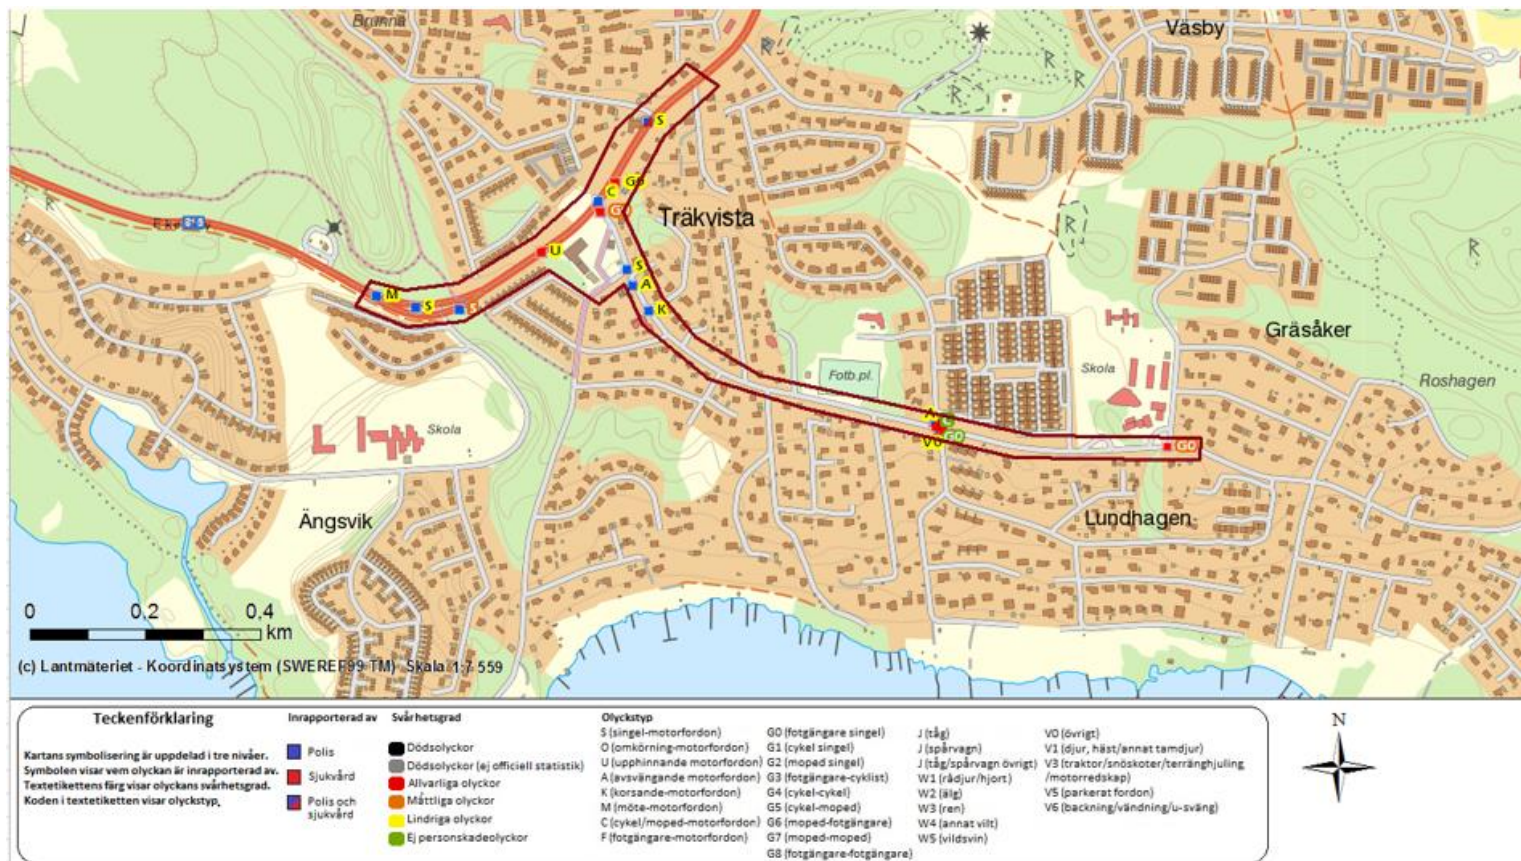 Brunna
Väsby
S
G0
C
Träkvista
U
S
A
K
M
S
Gräsåker
Fotb.pl.
Skola
Roshagen
A
G0
Skola
Ängsvik
Lundhagen
0 0,2 0,4
km
(c) Lantmäteriet - Koordinatsystem (SWEREF99 TM) Skala 1:7 559
Teckenförklaring
Kartans symbolisering är uppdelad i tre nivåer.
Symbolen visar vem olyckan är inrapporterad av.
Textetikettens färg visar olyckans svårhetsgrad.
Koden i textetiketten visar olyckstyp.
Inrapporterad av
Polis
Sjukvård
Polis och
sjukvård
Svårhetsgrad
Dödsolyckor
Dödsolyckor (ej officiell statistik)
Allvarliga olyckor
Måttliga olyckor
Lindriga olyckor
Ej personskadeolyckor
Olyckstyp
S (singel-motorfordon)
O (omkörning-motorfordon)
U (upphinnande motorfordon)
A (avsvängande motorfordon)
K (korsande-motorfordon)
M (möte-motorfordon)
C (cykel/moped-motorfordon)
F (fotgängare-motorfordon)
G0 (fotgängare singel)
G1 (cykel singel)
G2 (moped singel)
G3 (fotgängare-cyklist)
G4 (cykel-cykel)
G5 (cykel-moped)
G6 (moped-fotgängare)
G7 (moped-moped)
G8 (fotgängare-fotgängare)
J (tåg)
J (spårvagn)
J (tåg/spårvagn övrigt)
W1 (rådjur/hjort)
W2 (älg)
W3 (ren)
W4 (annat vilt)
W5 (vildsvin)
V0 (övrigt)
V1 (djur, häst/annat tamdjur)
V3 (traktor/snöskoter/terränghjuling
/motorredskap)
V5 (parkerat fordon)
V6 (backning/vändning/u-sväng)
N